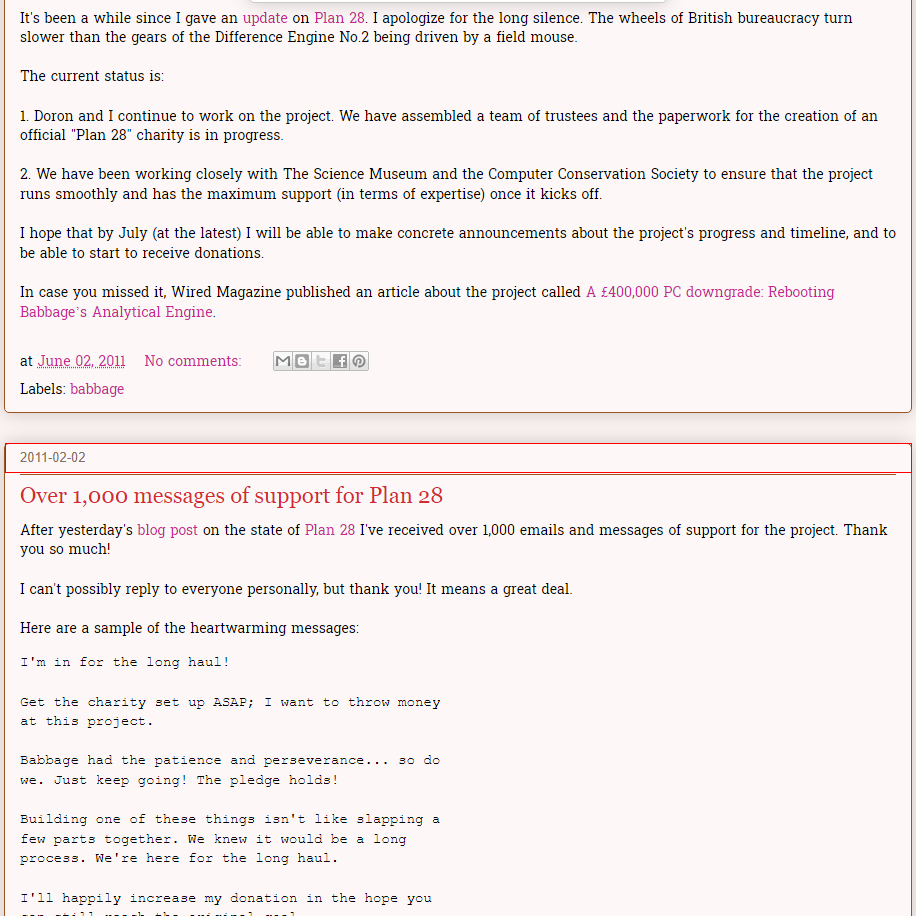 It's been a while since I gave an update on Plan 28. I apologize for the long silence. The wheels of British bureaucracy turn
slower than the gears of the Difference Engine No.2 being driven by a field mouse.
The current status is:
1. Doron and I continue to work on the project. We have assembled a team of trustees and the paperwork for the creation of an
official "Plan 28" charity is in progress.
2. We have been working closely with The Science Museum and the Computer Conservation Society to ensure that the project
runs smoothly and has the maximum support (in terms of expertise) once it kicks off.
I hope that by July (at the latest) I will be able to make concrete announcements about the project's progress and timeline, and to
be able to start to receive donations.
In case you missed it, Wired Magazine published an article about the project called A £400,000 PC downgrade: Rebooting
Babbage's Analytical Engine.
at June 02, 2011 No comments:
Labels: babbage
2011-02-02
Over 1,000 messages of support for Plan 28
After yesterday's blog post on the state of Plan 28 I've received over 1,000 emails and messages of support for the project. Thank
you so much!
I can't possibly reply to everyone personally, but thank you! It means a great deal.
Here are a sample of the heartwarming messages:
I'm in for the long haul!
Get the charity set up ASAP; I want to throw money
at this project.
Babbage had the patience and perseverance... so do
we. Just keep going! The pledge holds!
Building one of these things isn't like slapping a
few parts together. We knew it would be a long
process. We're here for the long haul.
I'll happily increase my donation in the hope you